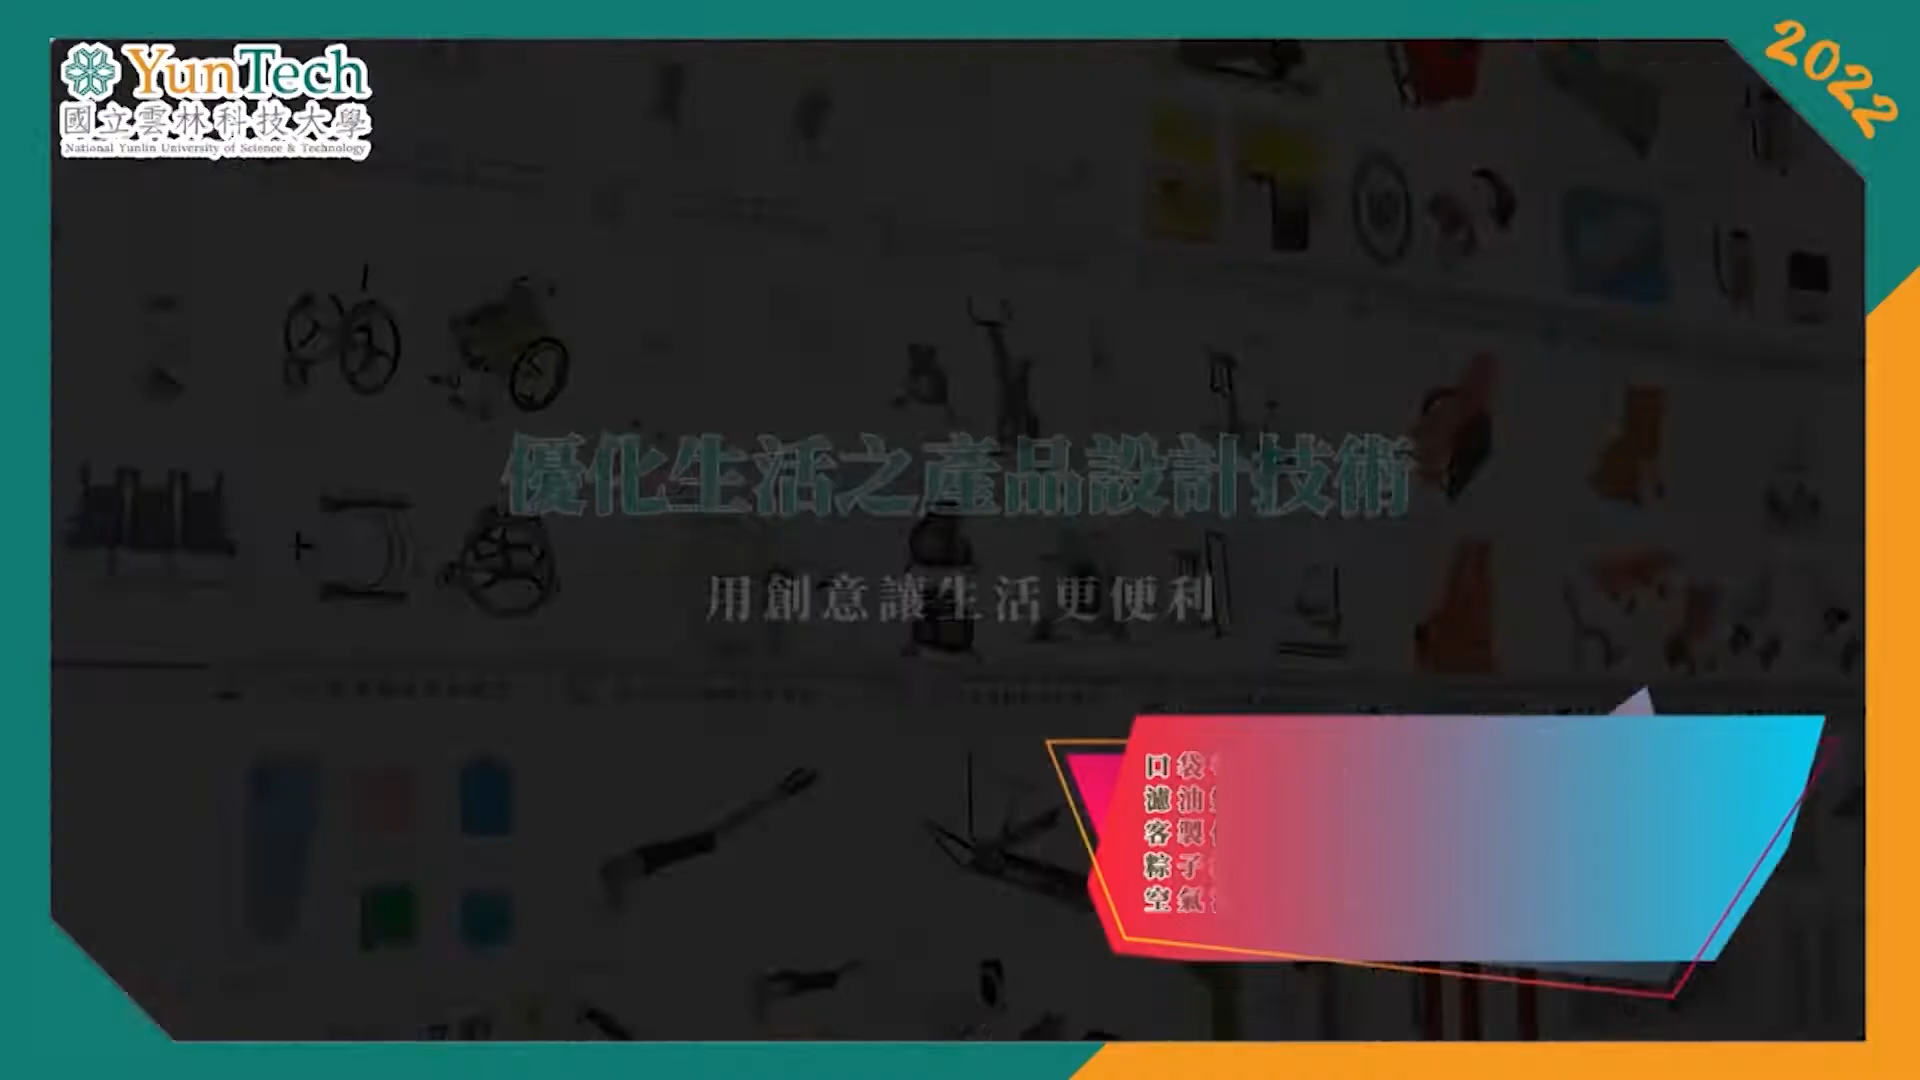 YunTech
國立雲林科技大學
National Yunlin University of Science & Technology
2022
優化生活之產品設計技術
用創意讓生活更便利
口袋
濾油
客製
粽子
空氣